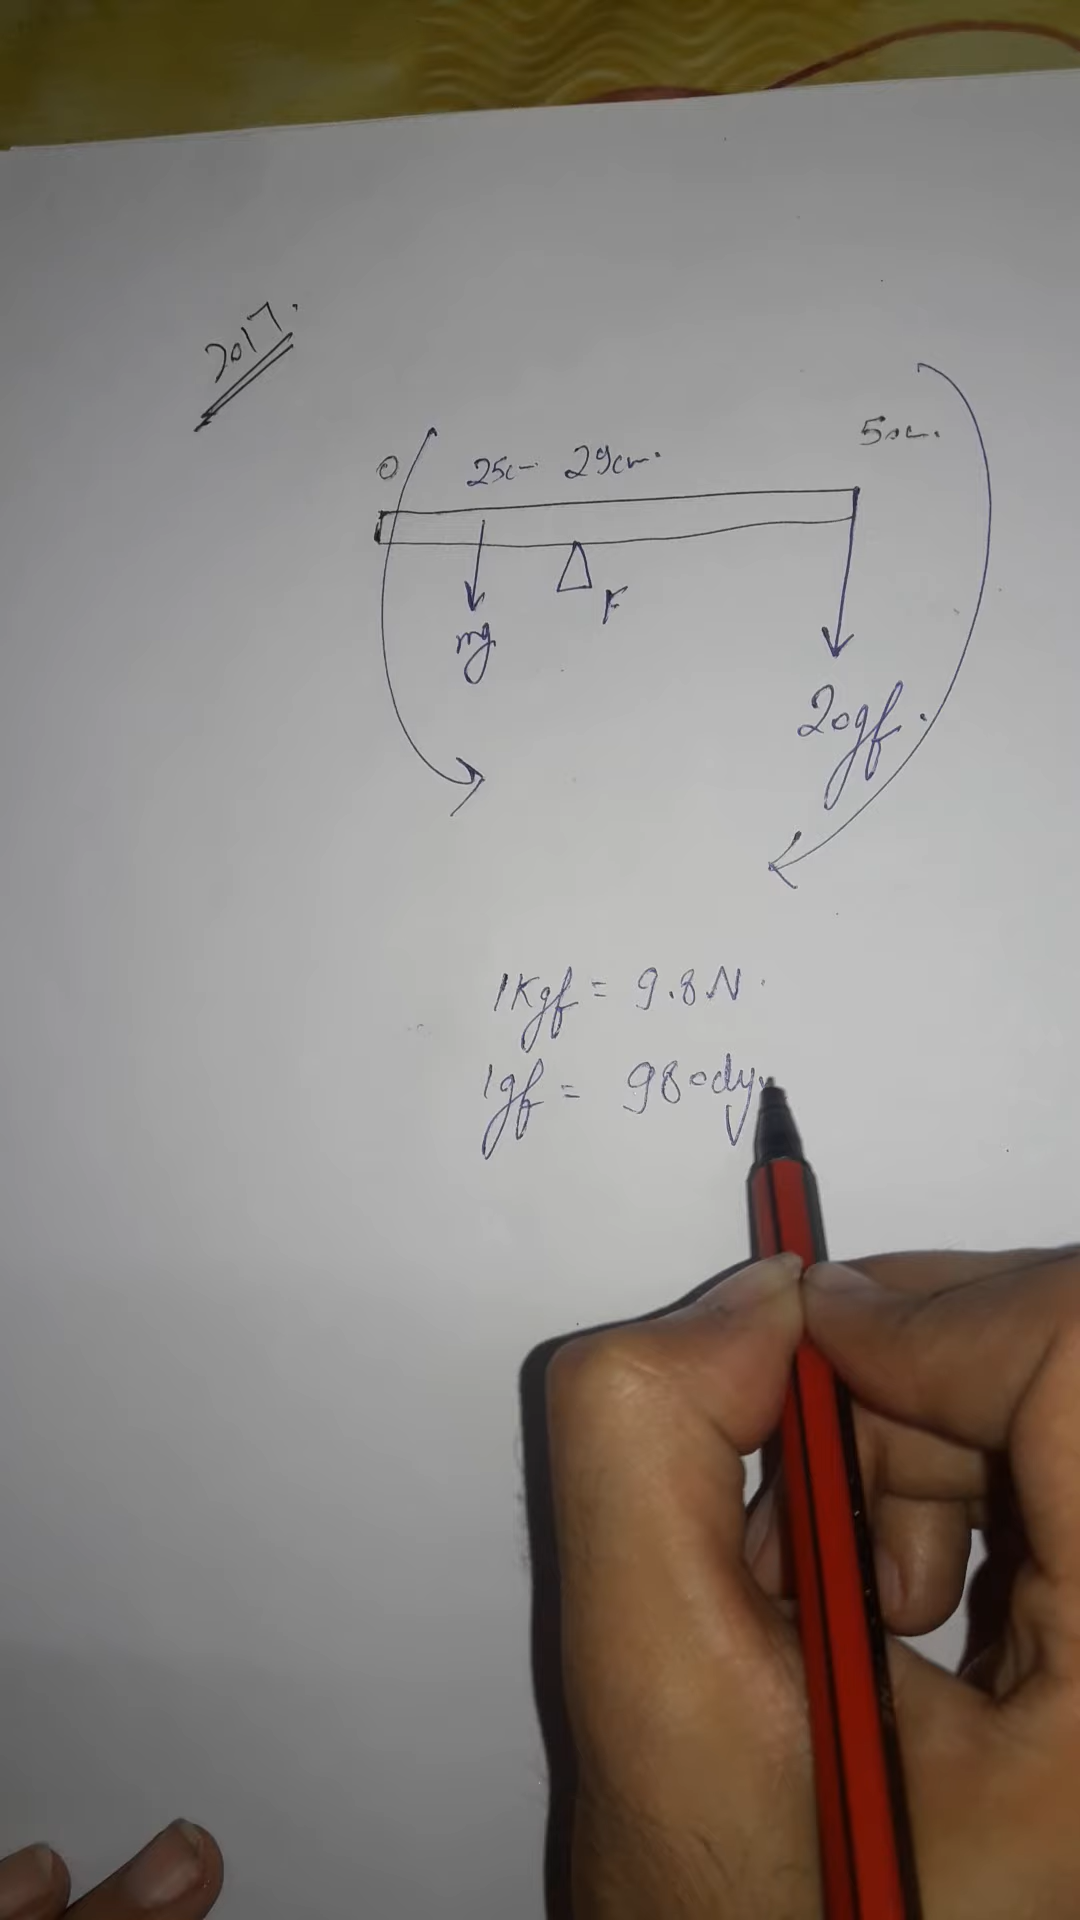 2017.
0 25c- 29cm. 50c.
F
mg
20gf.
1Kgf = 9.8N.
1gf = 980dy